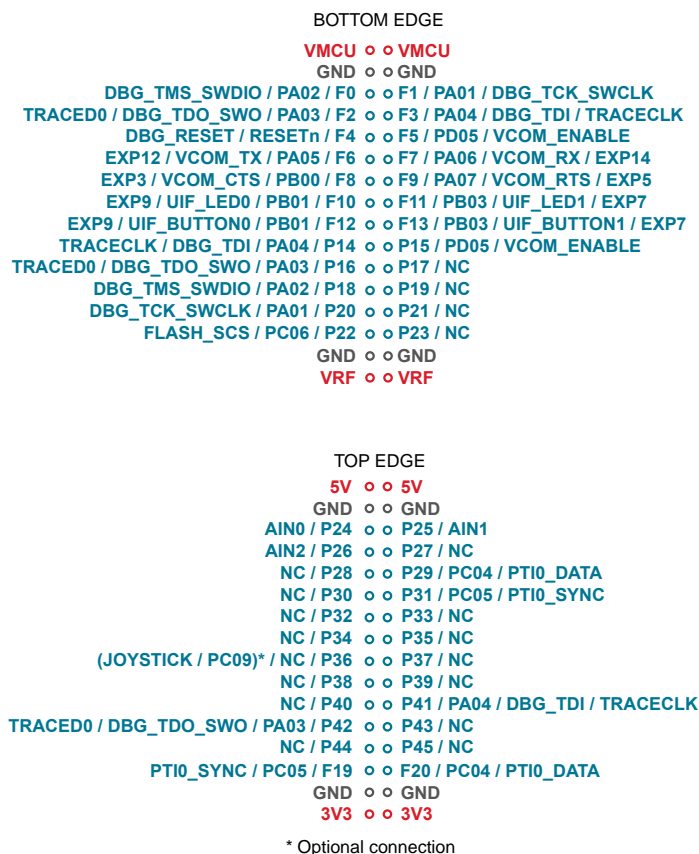 BOTTOM EDGE
VMCU VMCU
GND GND
DBG_TMS_SWDIO / PA02 / F0 F1 / PA01 / DBG_TCK_SWCLK
TRACED0 / DBG_TDO_SWO / PA03 / F2 F3 / PA04 / DBG_TDI / TRACECLK
DBG_RESET / RESETn / F4 F5 / PD05 / VCOM_ENABLE
EXP12 / VCOM_TX / PA05 / F6 F7 / PA06 / VCOM_RX / EXP14
EXP3 / VCOM_CTS / PB00 / F8 F9 / PA07 / VCOM_RTS / EXP5
EXP9 / UIF_LED0 / PB01 / F10 F11 / PB03 / UIF_LED1 / EXP7
EXP9 / UIF_BUTTON0 / PB01 / F12 F13 / PB03 / UIF_BUTTON1 / EXP7
TRACECLK / DBG_TDI / PA04 / P14 P15 / PD05 / VCOM_ENABLE
TRACED0 / DBG_TDO_SWO / PA03 / P16 P17 / NC
DBG_TMS_SWDIO / PA02 / P18 P19 / NC
DBG_TCK_SWCLK / PA01 / P20 P21 / NC
FLASH_SCS / PC06 / P22 P23 / NC
GND GND
VRF VRF
TOP EDGE
5V 5V
GND GND
AIN0 / P24 P25 / AIN1
AIN2 / P26 P27 / NC
NC / P28 P29 / PC04 / PTI0_DATA
NC / P30 P31 / PC05 / PTI0_SYNC
NC / P32 P33 / NC
NC / P34 P35 / NC
(JOYSTICK / PC09)* / NC / P36 P37 / NC
NC / P38 P39 / NC
NC / P40 P41 / PA04 / DBG_TDI / TRACECLK
TRACED0 / DBG_TDO_SWO / PA03 / P42 P43 / NC
NC / P44 P45 / NC
PTI0_SYNC / PC05 / F19 F20 / PC04 / PTI0_DATA
GND GND
3V3 3V3
* Optional connection